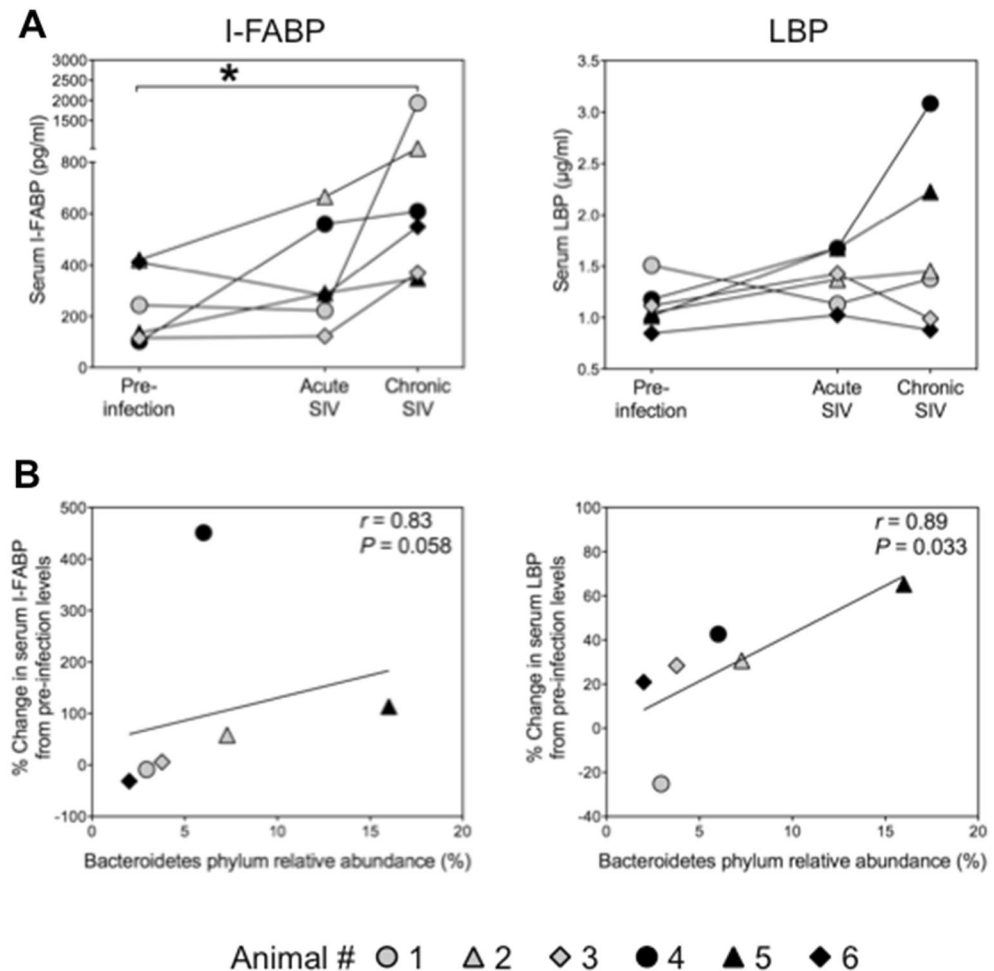 A
I-FABP
LBP
Serum I-FABP (pg/ml)
3000
2500
2000
1500
800
600
400
200
0
*
Pre-
infection
Acute
SIV
Chronic
SIV
Serum LBP (µg/ml)
3.5
3.0
2.5
2.0
1.5
1.0
0.5
Pre-
infection
Acute
SIV
Chronic
SIV
B
% Change in serum I-FABP
from pre-infection levels
500
400
300
200
100
0
-100
r = 0.83
P = 0.058
0 5 10 15 20
Bacteroidetes phylum relative abundance (%)
% Change in serum LBP
from pre-infection levels
100
80
60
40
20
0
-20
-40
r = 0.89
P = 0.033
0 5 10 15 20
Bacteroidetes phylum relative abundance (%)
Animal # 1 2 3 4 5 6